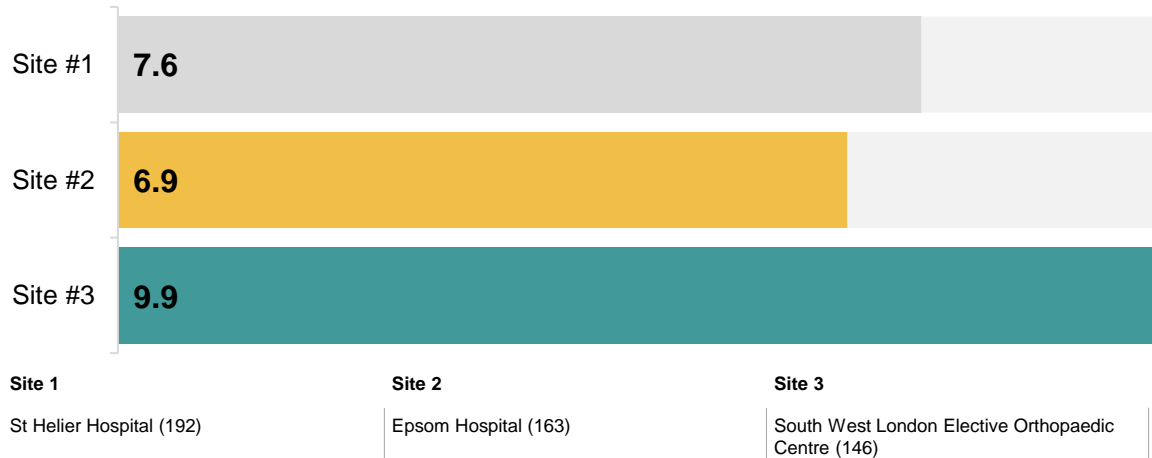 Site #1
7.6
Site #2
6.9
Site #3
9.9
Site 1
St Helier Hospital (192)
Site 2
Epsom Hospital (163)
Site 3
South West London Elective Orthopaedic
Centre (146)